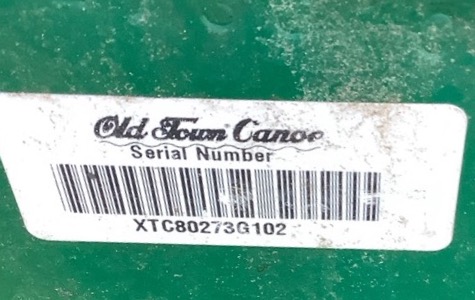 Old Town Canoe
Serial Number
XTC80273G102